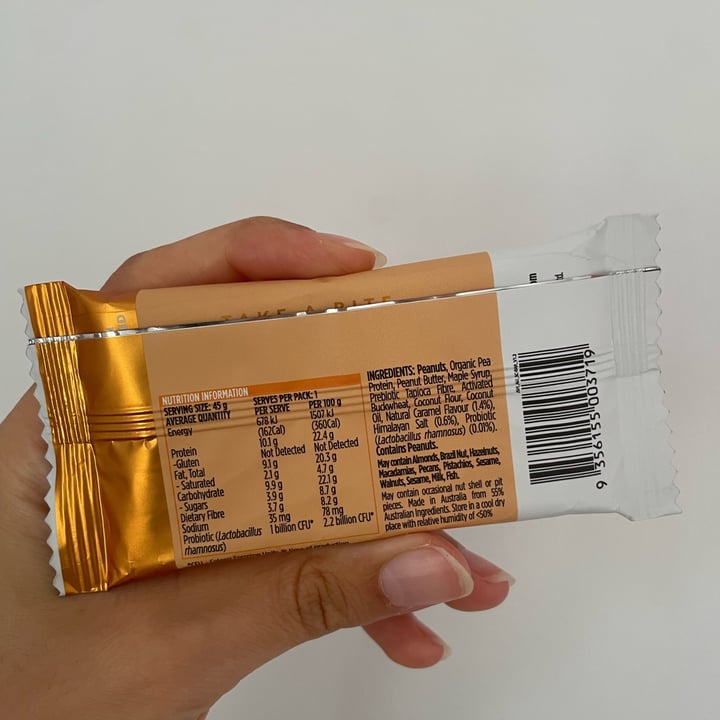 TAKE A BITE
NUTRITION INFORMATION
SERVING SIZE: 45 g SERVES PER PACK: 1
AVERAGE QUANTITY PER SERVE PER 100 g
Energy 678 kJ 1507 kJ
(162Cal) (360Cal)
Protein 10.1 g 22.4 g
-Gluten Not Detected Not Detected
Fat, Total 9.1 g 20.3 g
- Saturated 2.1 g 4.7 g
Carbohydrate 9.9 g 22.1 g
- Sugars 3.9 g 8.7 g
Dietary Fibre 3.7 g 8.2 g
Sodium 35 mg 78 mg
Probiotic (Lactobacillus 1 billion CFU* 2.2 billion CFU*
rhamnosus)
INGREDIENTS: Peanuts, Organic Pea
Protein, Peanut Butter, Maple Syrup,
Prebiotic Tapioca Fibre, Activated
Buckwheat, Coconut Flour, Coconut
Oil, Natural Caramel Flavour (1.4%),
Himalayan Salt (0.6%), Probiotic
(Lactobacillus rhamnosus) (0.01%).
Contains Peanuts.
May contain Almonds, Brazil Nut, Hazelnuts,
Macadamias, Pecans, Pistachios, Sesame,
Walnuts, Sesame, Milk, Fish.
May contain occasional nut shell or pit
pieces. Made in Australia from 55%
Australian ingredients. Store in a cool dry
place with relative humidity of <50%
9 356155 003719